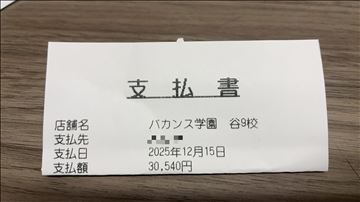 支払書
店舗名 バカンス学園 谷9校
支払先
支払日 2025年12月15日
支払額 30,540円